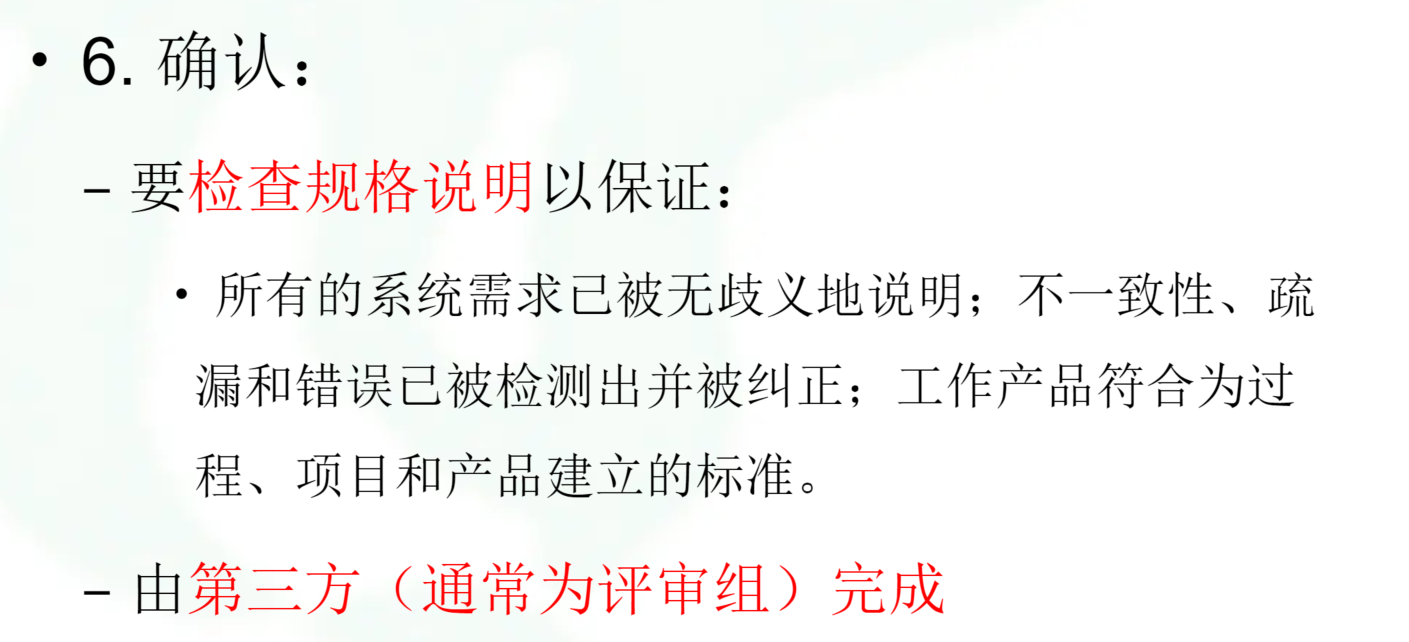 • 6. 确认：
– 要检查规格说明以保证：
• 所有的系统需求已被无歧义地说明；不一致性、疏
漏和错误已被检测出并被纠正；工作产品符合为过
程、项目和产品建立的标准。
– 由第三方（通常为评审组）完成